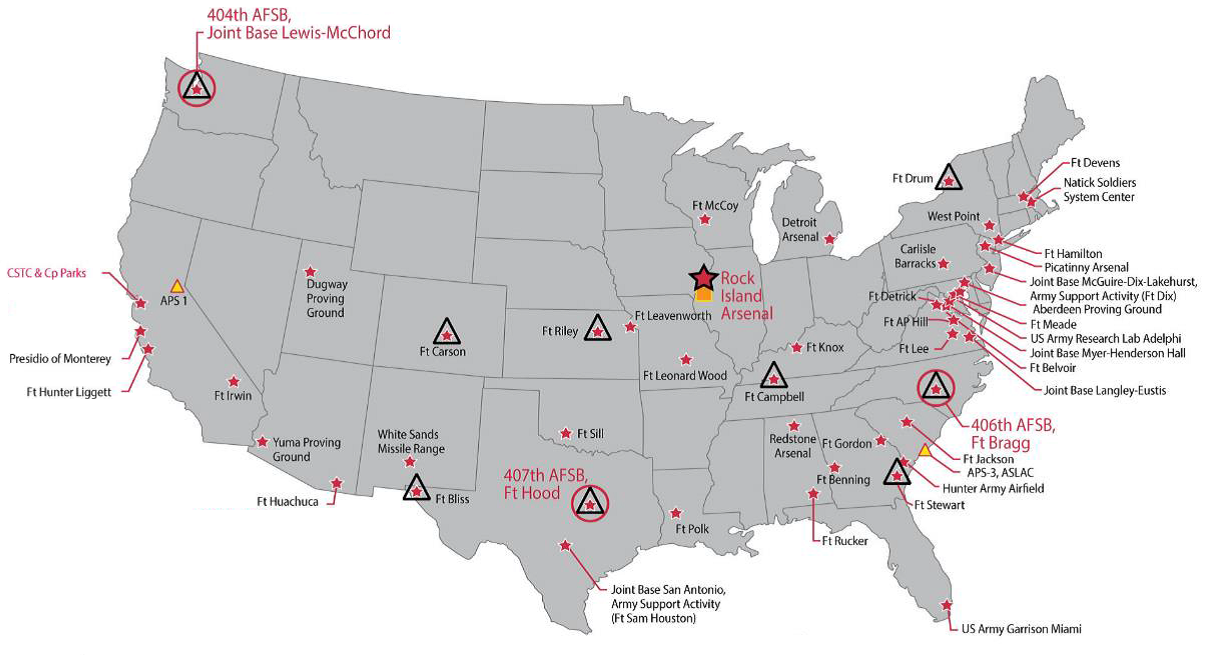 404th AFSB,
Joint Base Lewis-McChord
Ft Devens
Natick Soldiers
System Center
Ft Drum
Ft McCoy
West Point
Detroit
Arsenal
Carlisle
Barracks
Ft Hamilton
Picatinny Arsenal
Joint Base McGuire-Dix-Lakehurst,
Army Support Activity (Ft Dix)
Aberdeen Proving Ground
Ft Meade
US Army Research Lab Adelphi
Joint Base Myer-Henderson Hall
Ft Belvoir
Joint Base Langley-Eustis
CSTC & Cp Parks
APS 1
Dugway
Proving
Ground
Rock
Island
Arsenal
Ft Detrick
Ft AP Hill
Ft Lee
Ft Leavenworth
Ft Riley
Ft Carson
Presidio of Monterey
Ft Hunter Liggett
Ft Irwin
Ft Leonard Wood
Ft Knox
Ft Campbell
406th AFSB,
Ft Bragg
Yuma Proving
Ground
White Sands
Missile Range
Ft Sill
Redstone
Arsenal
Ft Gordon
Ft Jackson
APS-3, ASLAC
Hunter Army Airfield
Ft Stewart
Ft Benning
407th AFSB,
Ft Hood
Ft Huachuca
Ft Bliss
Ft Polk
Ft Rucker
Joint Base San Antonio,
Army Support Activity
(Ft Sam Houston)
US Army Garrison Miami